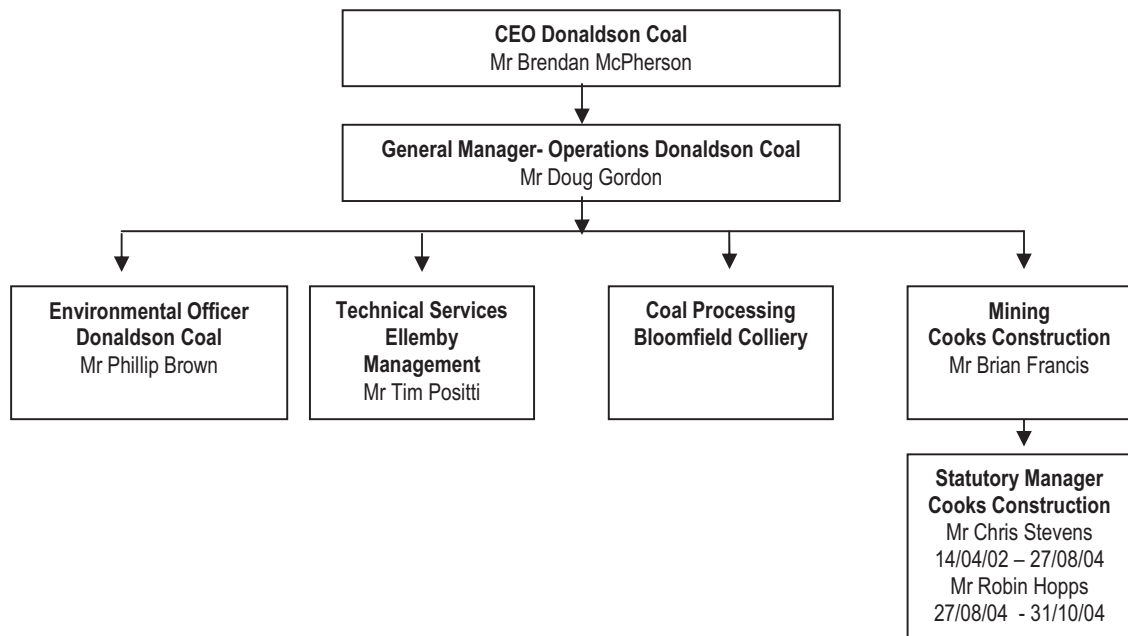 CEO Donaldson Coal
Mr Brendan McPherson
General Manager- Operations Donaldson Coal
Mr Doug Gordon
Environmental Officer
Donaldson Coal
Mr Phillip Brown
Technical Services
Ellemby
Management
Mr Tim Positti
Coal Processing
Bloomfield Colliery
Mining
Cooks Construction
Mr Brian Francis
Statutory Manager
Cooks Construction
Mr Chris Stevens
14/04/02 – 27/08/04
Mr Robin Hopps
27/08/04 - 31/10/04